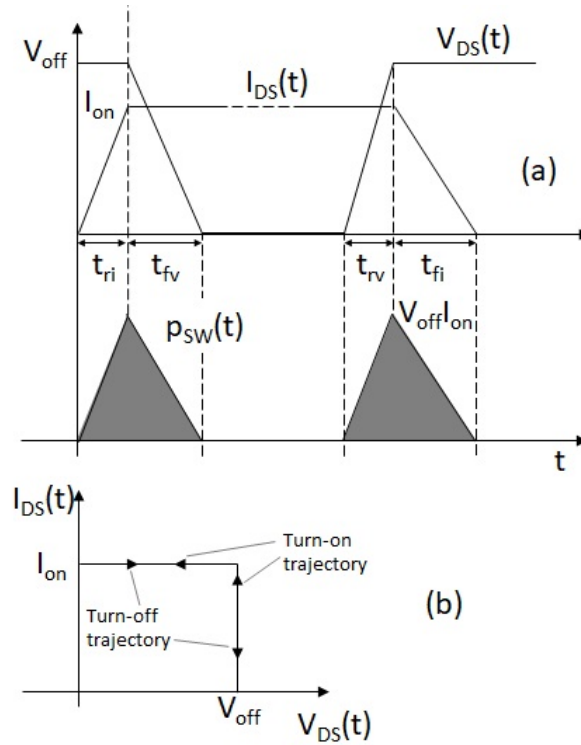 V_off
V_DS(t)
I_DS(t)
I_on
(a)
t_ri
t_fv
t_rv
t_fi
p_SW(t)
V_off I_on
t
I_DS(t)
Turn-on
trajectory
I_on
Turn-off
trajectory
(b)
V_off
V_DS(t)